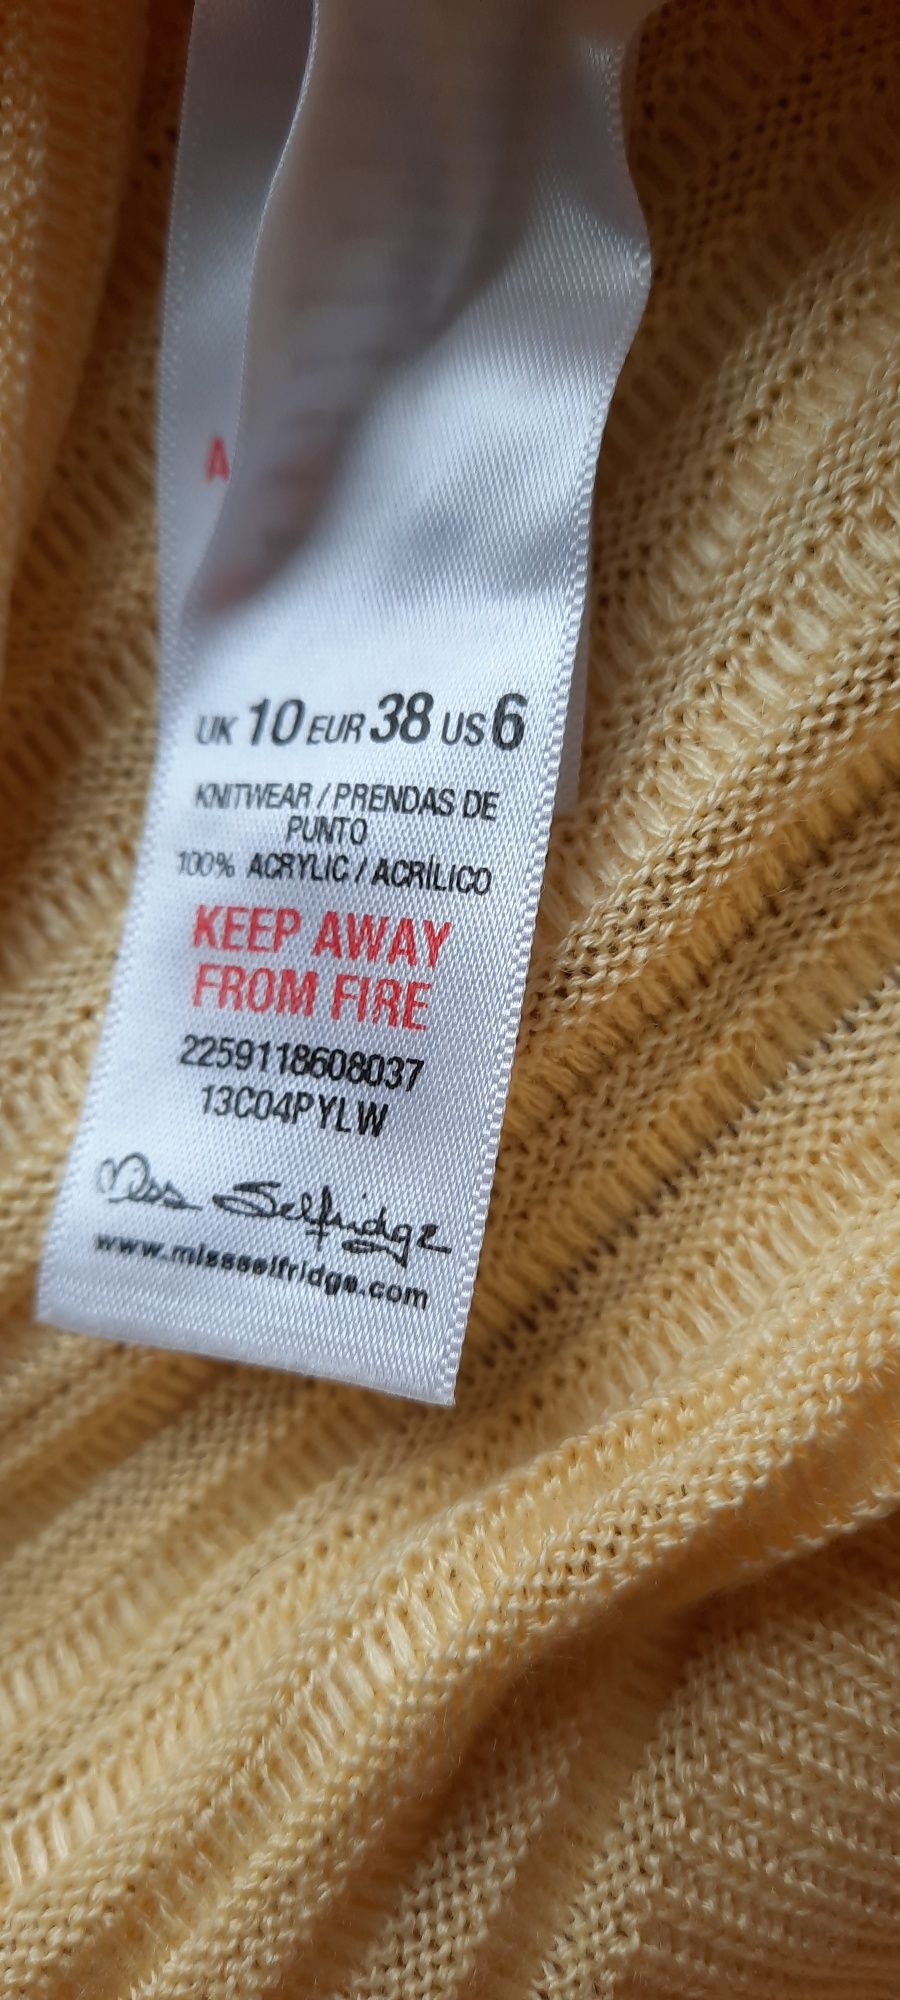 A
UK 10 EUR 38 US 6
KNITWEAR / PRENDAS DE
PUNTO
100% ACRYLIC / ACRÍLICO
KEEP AWAY
FROM FIRE
2259118608037
13C04PYLW
Miss Selfridge
www.missselfridge.com